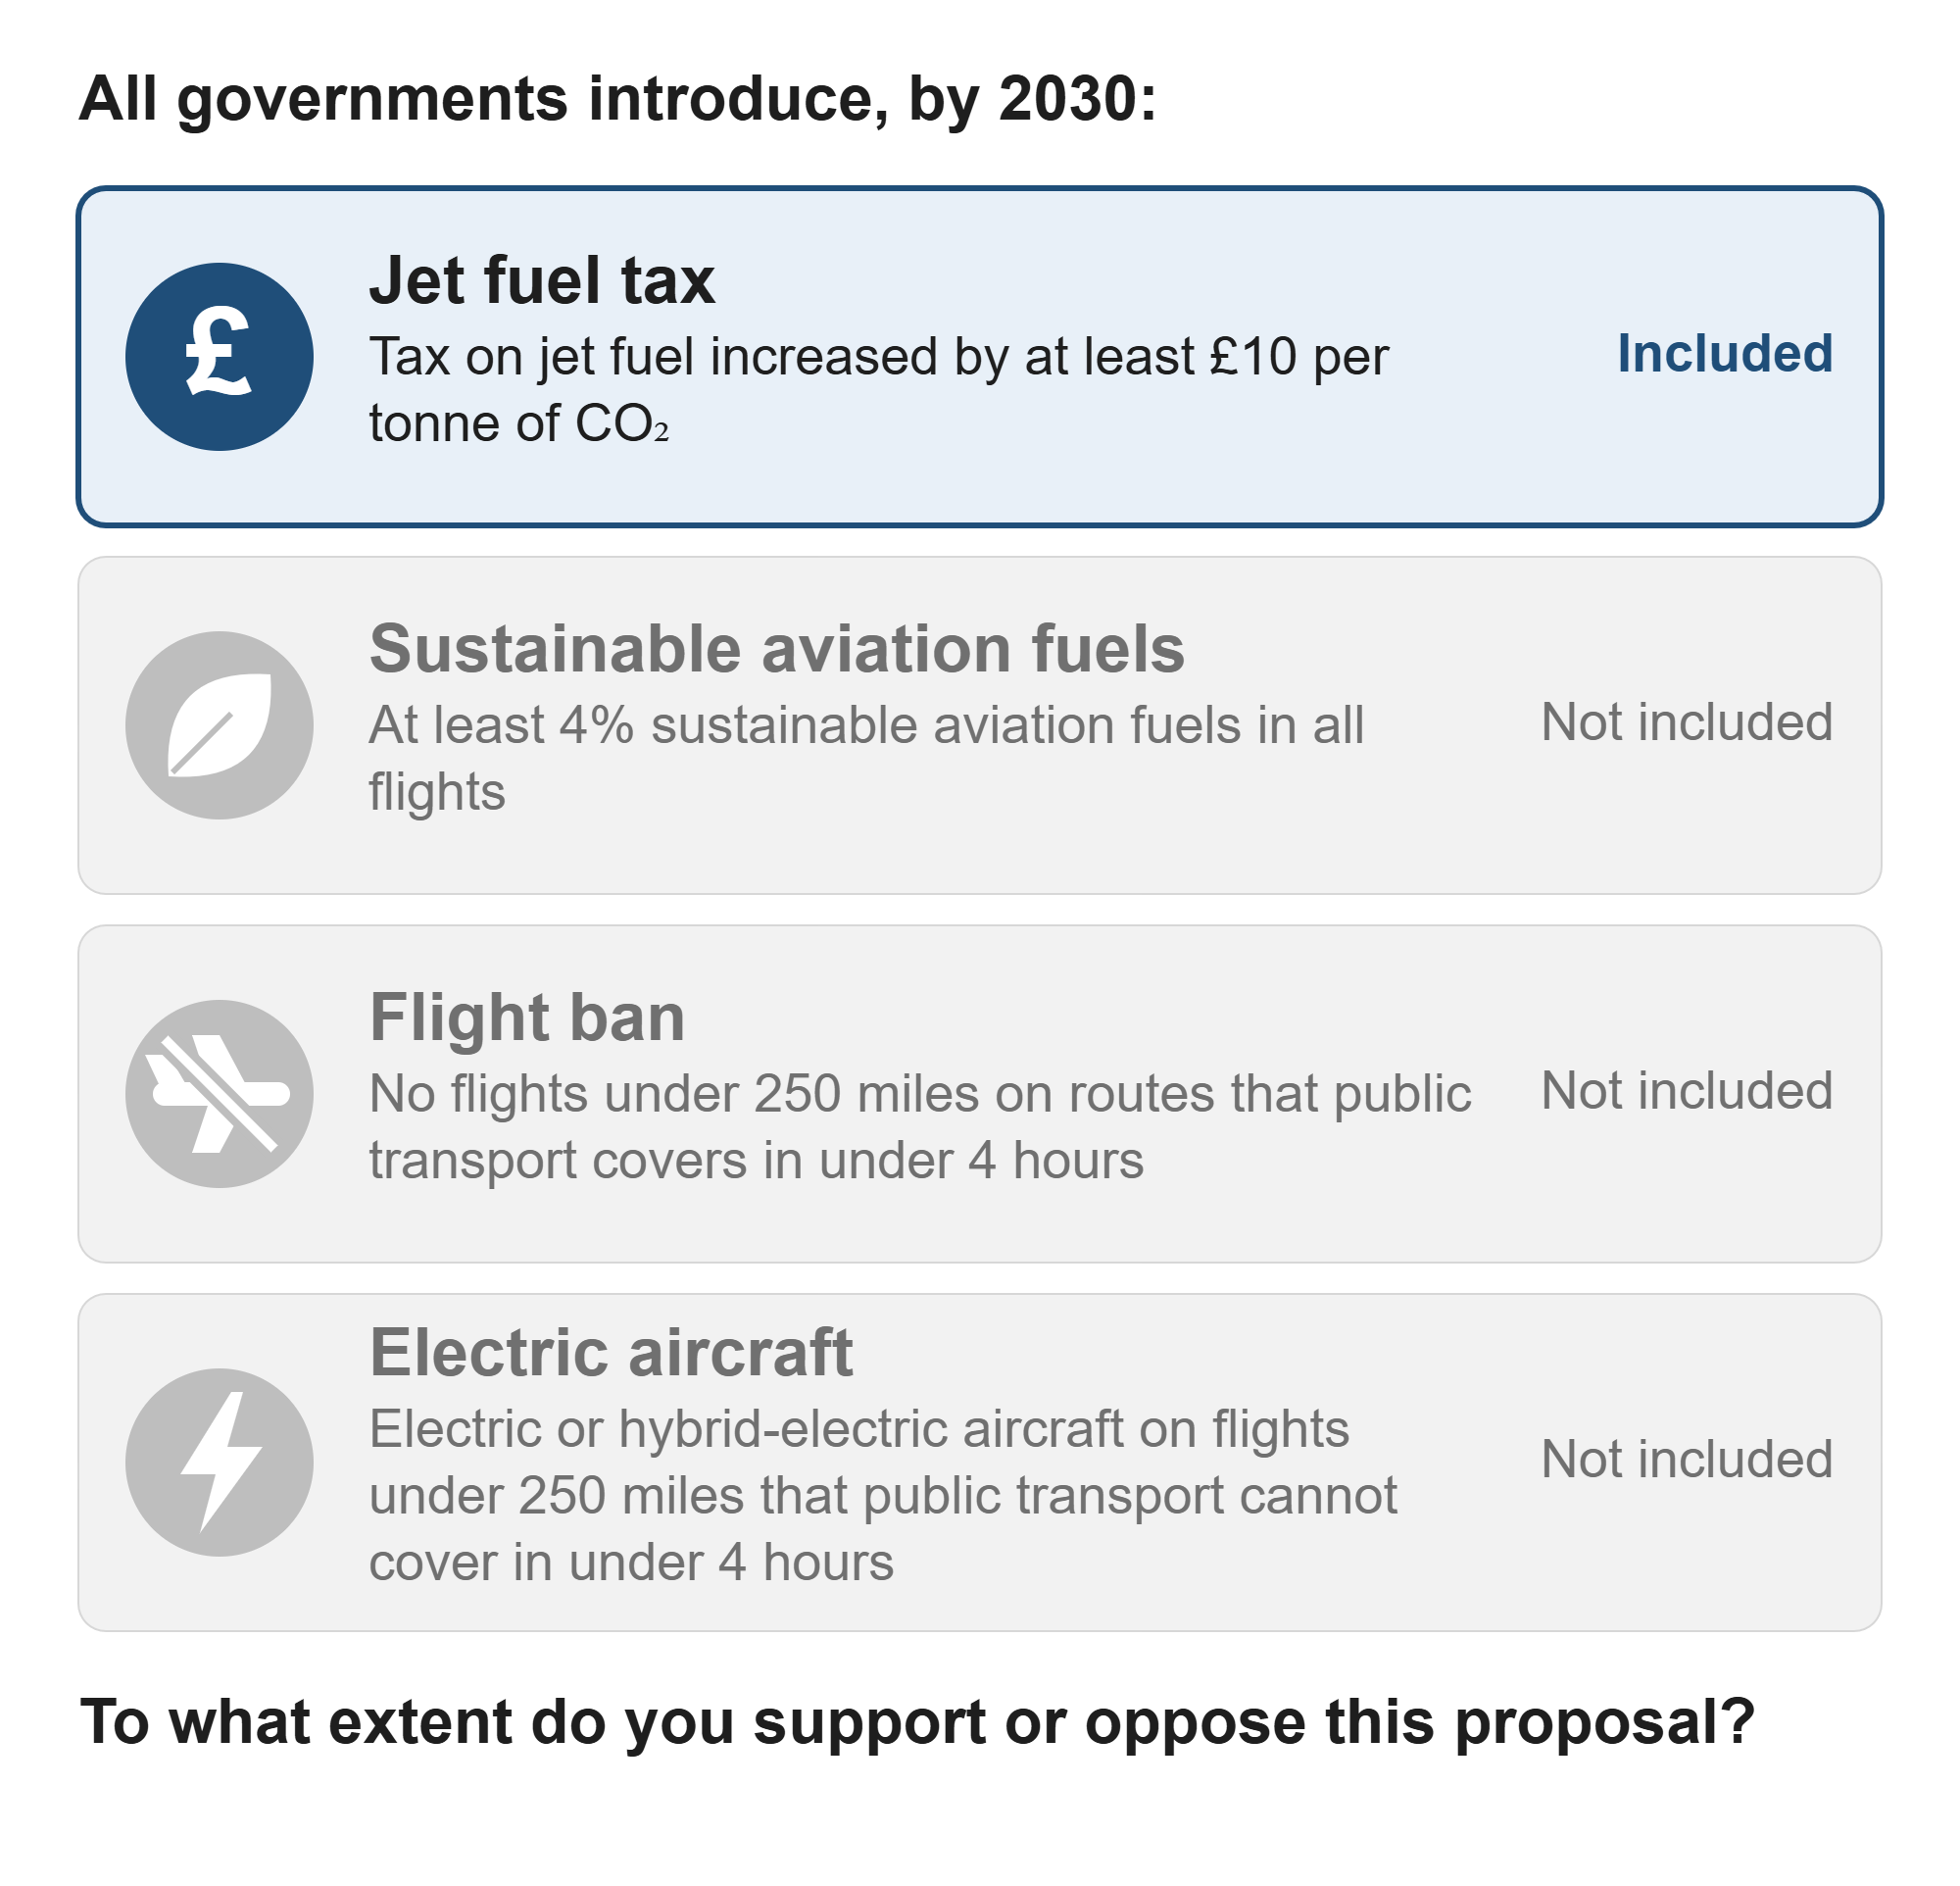 All governments introduce, by 2030:
£
Jet fuel tax
Tax on jet fuel increased by at least £10 per
tonne of CO₂
Included
Sustainable aviation fuels
At least 4% sustainable aviation fuels in all
flights
Not included
Flight ban
No flights under 250 miles on routes that public
transport covers in under 4 hours
Not included
Electric aircraft
Electric or hybrid-electric aircraft on flights
under 250 miles that public transport cannot
cover in under 4 hours
Not included
To what extent do you support or oppose this proposal?